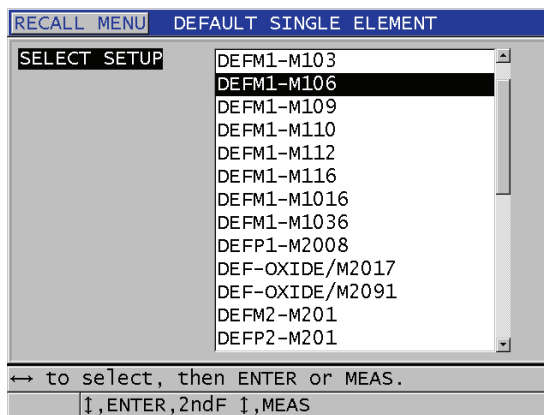 RECALL MENU DEFAULT SINGLE ELEMENT
SELECT SETUP
DEFM1-M103
DEFM1-M106
DEFM1-M109
DEFM1-M110
DEFM1-M112
DEFM1-M116
DEFM1-M1016
DEFM1-M1036
DEFP1-M2008
DEF-OXIDE/M2017
DEF-OXIDE/M2091
DEFM2-M201
DEFP2-M201
↔ to select, then ENTER or MEAS.
↕,ENTER,2ndF ↕,MEAS